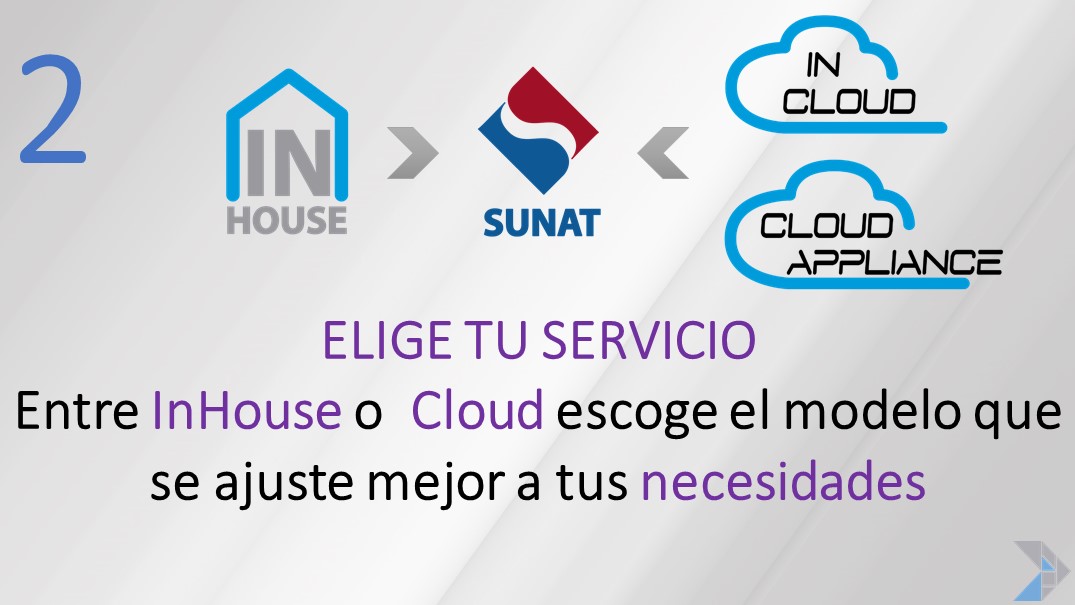 2
IN
HOUSE
SUNAT
IN
CLOUD
CLOUD
APPLIANCE
ELIGE TU SERVICIO
Entre InHouse o Cloud escoge el modelo que
se ajuste mejor a tus necesidades